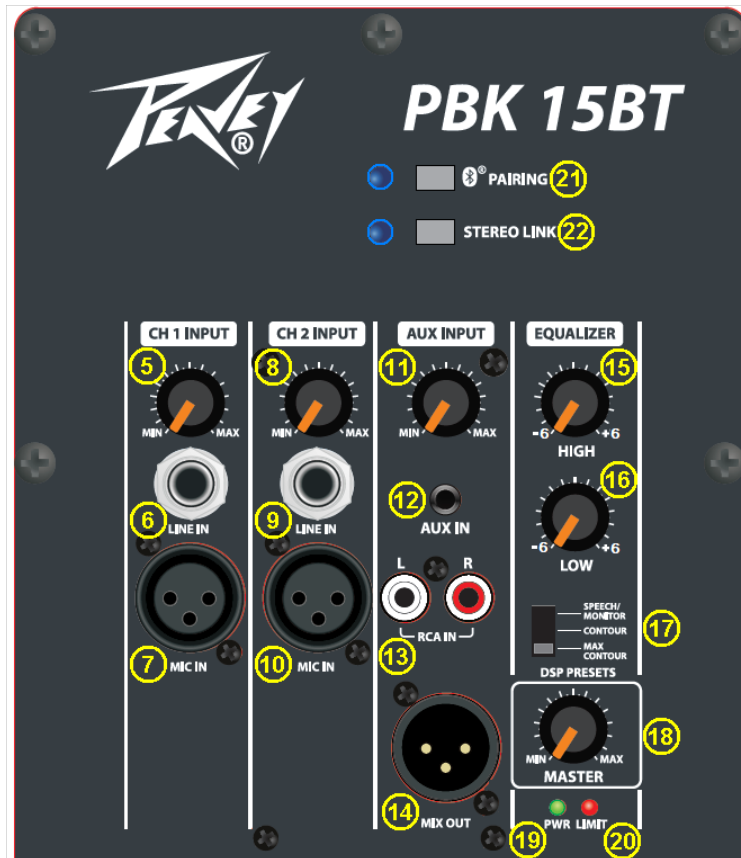 PEAVEY®
PBK 15BT
® PAIRING 21
STEREO LINK 22
CH 1 INPUT
CH 2 INPUT
AUX INPUT
EQUALIZER
5
8
11
15
MIN MAX
MIN MAX
MIN MAX
-6 +6
HIGH
16
6
LINE IN
9
LINE IN
12
AUX IN
-6 +6
LOW
L R
RCA IN
13
SPEECH/
MONITOR
CONTOUR
MAX
CONTOUR
17
DSP PRESETS
7
MIC IN
10
MIC IN
18
MIN MAX
MASTER
14
MIX OUT
PWR LIMIT
19
20